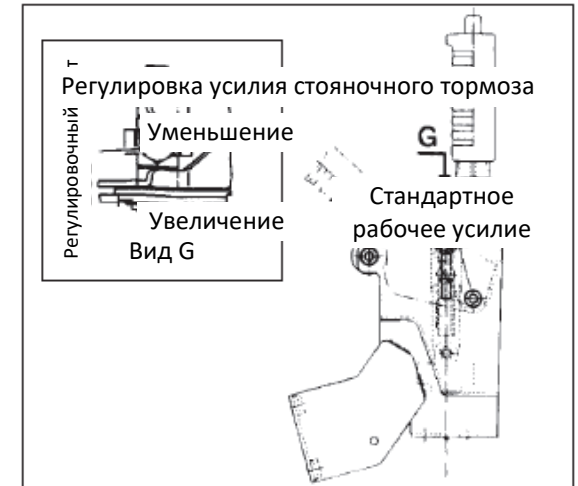 Регулировка усилия стояночного тормоза
Регулировочный
Уменьшение
Увеличение
Вид G
G
Стандартное
рабочее усилие